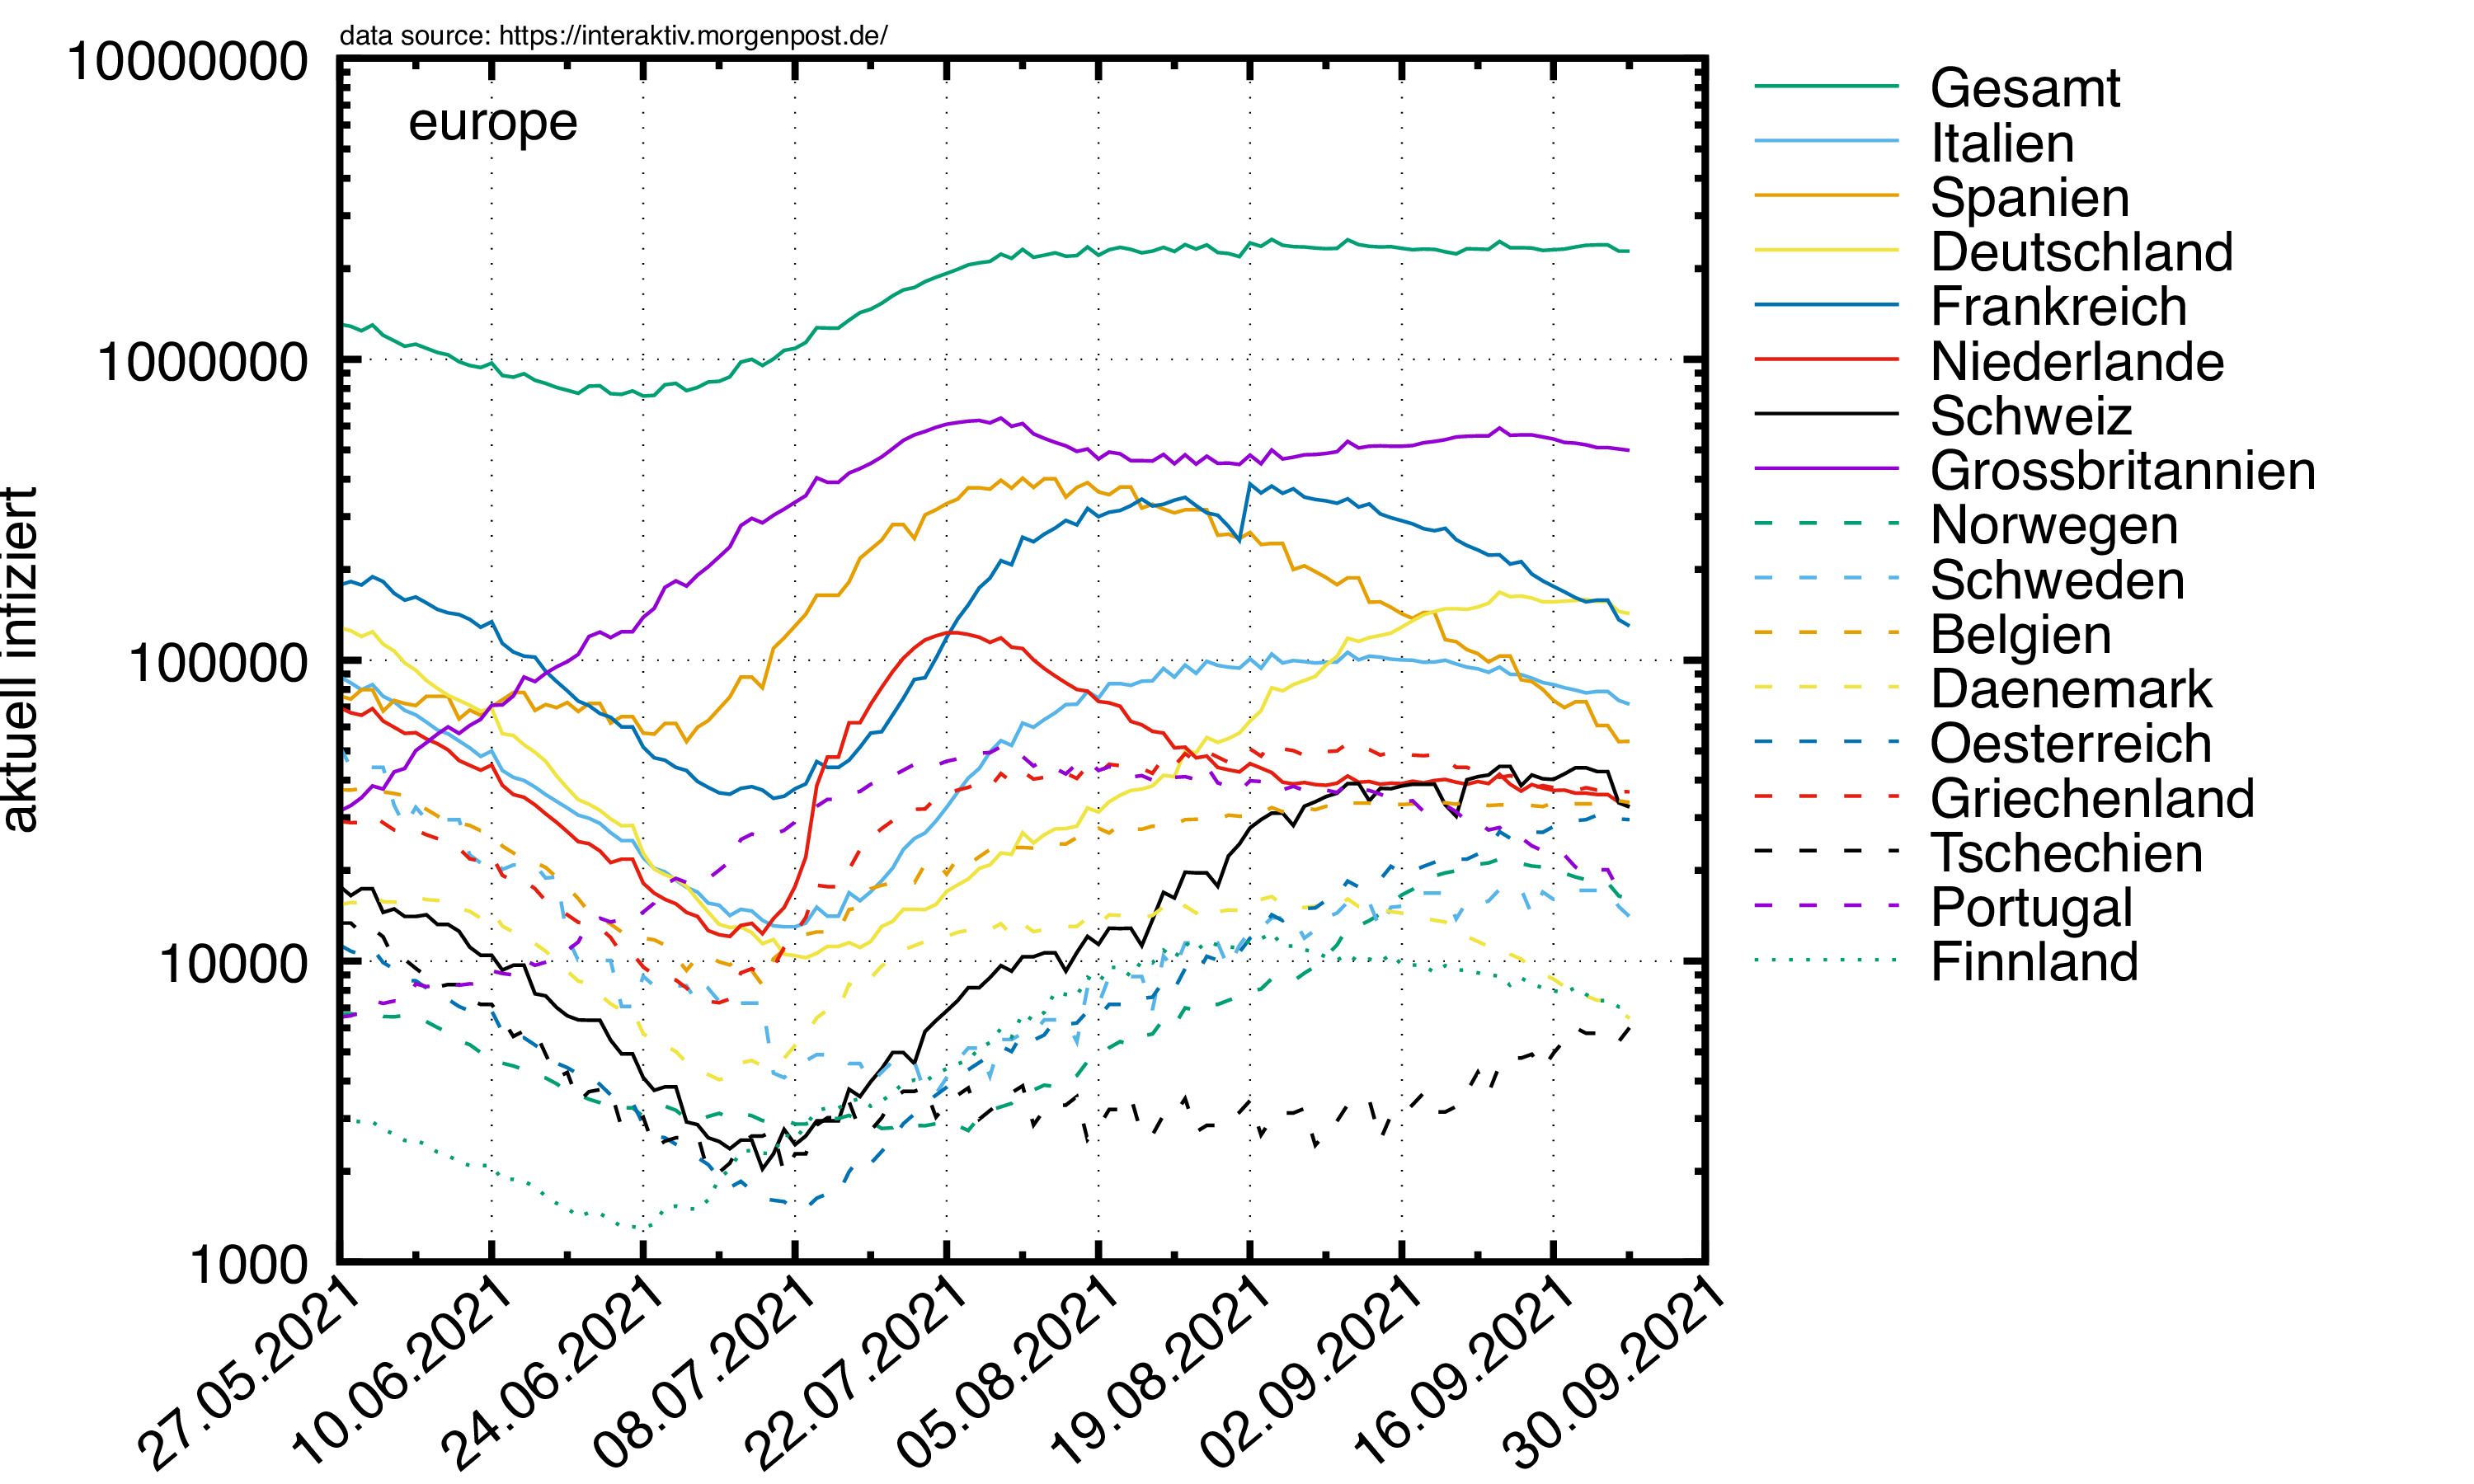 data source: https://interaktiv.morgenpost.de/
europe
aktuell infiziert
10000000
1000000
100000
10000
1000
27.05.2021
10.06.2021
24.06.2021
08.07.2021
22.07.2021
05.08.2021
19.08.2021
02.09.2021
16.09.2021
30.09.2021
Gesamt
Italien
Spanien
Deutschland
Frankreich
Niederlande
Schweiz
Grossbritannien
Norwegen
Schweden
Belgien
Daenemark
Oesterreich
Griechenland
Tschechien
Portugal
Finnland